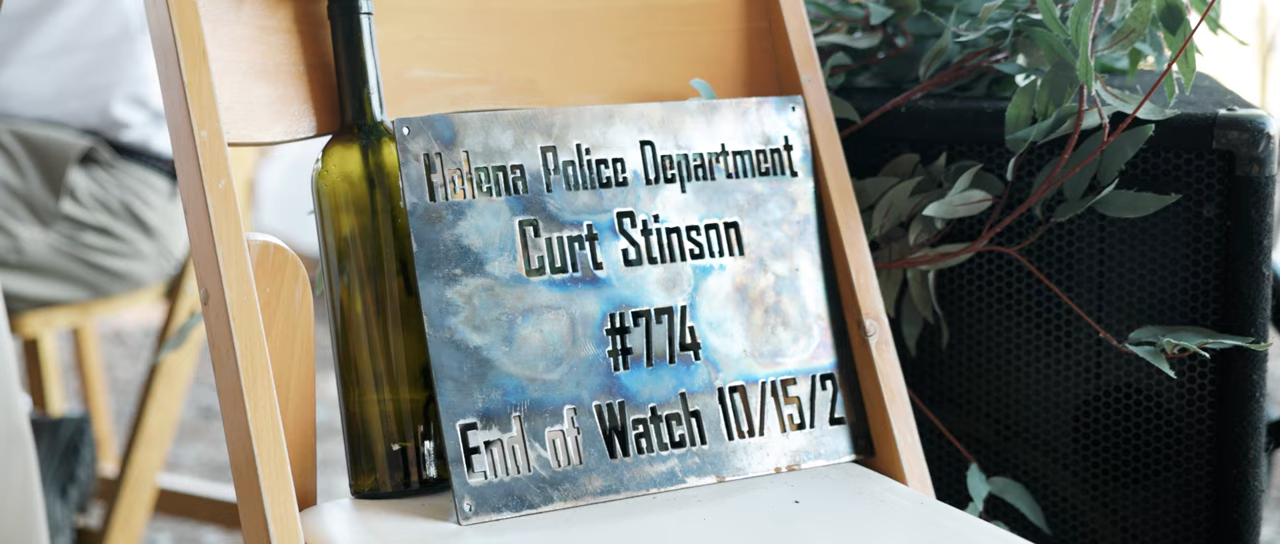 Helena Police Department
Curt Stinson
#774
End of Watch 10/15/2